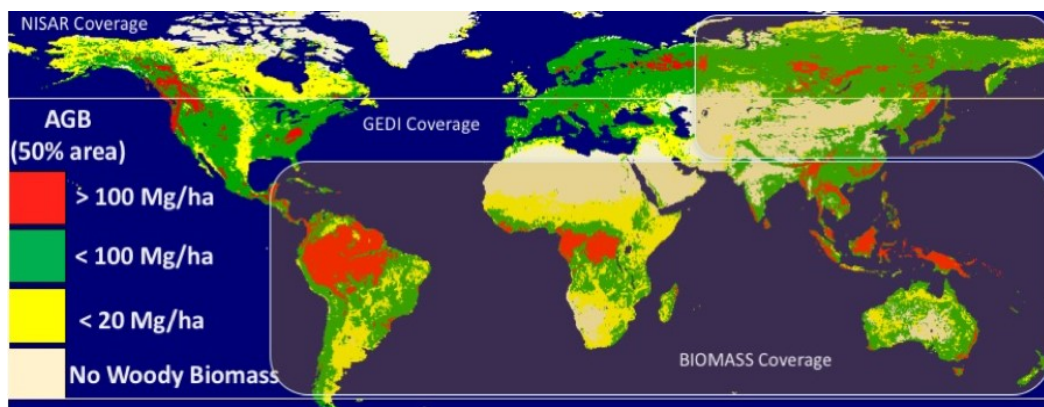 NISAR Coverage
GEDI Coverage
AGB
(50% area)
> 100 Mg/ha
< 100 Mg/ha
< 20 Mg/ha
No Woody Biomass
BIOMASS Coverage